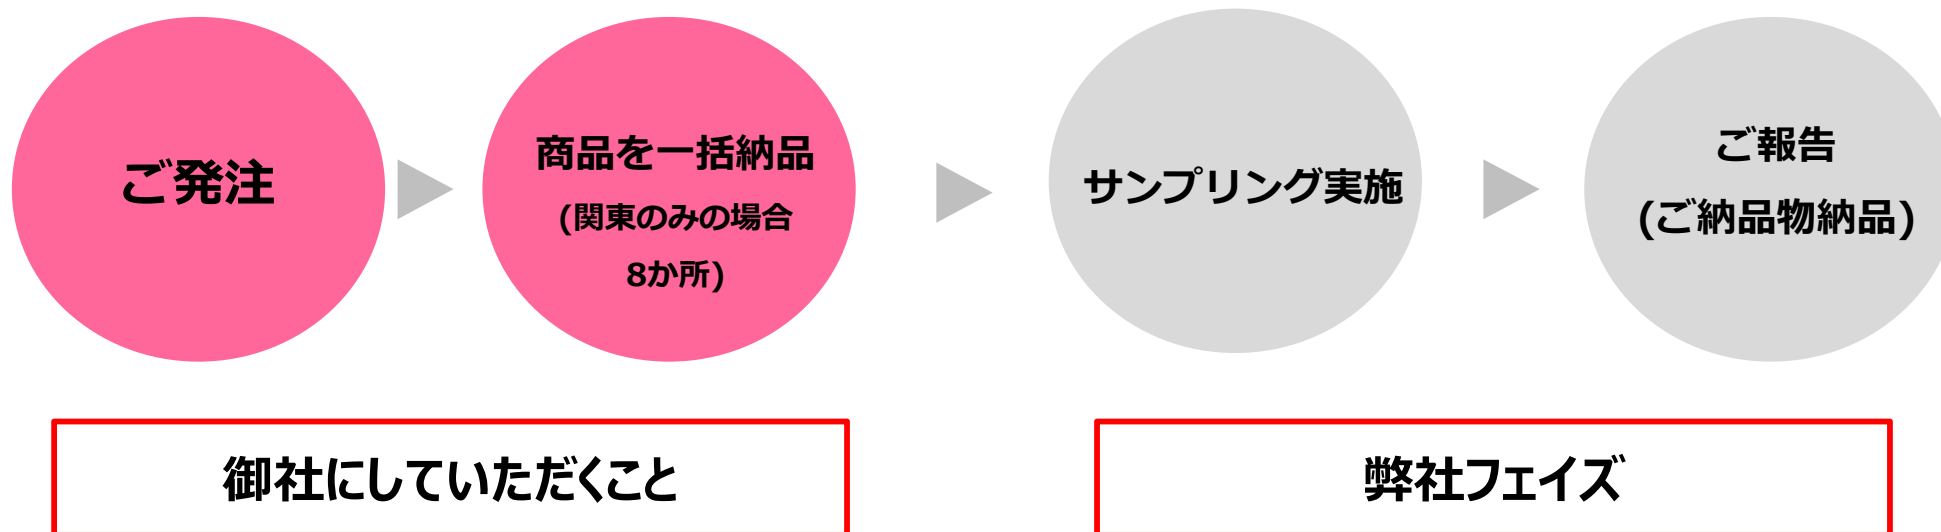 ご発注
商品を一括納品
(関東のみの場合
8か所)
サンプリング実施
ご報告
(ご納品物納品)
御社にしていただくこと
弊社フェイズ